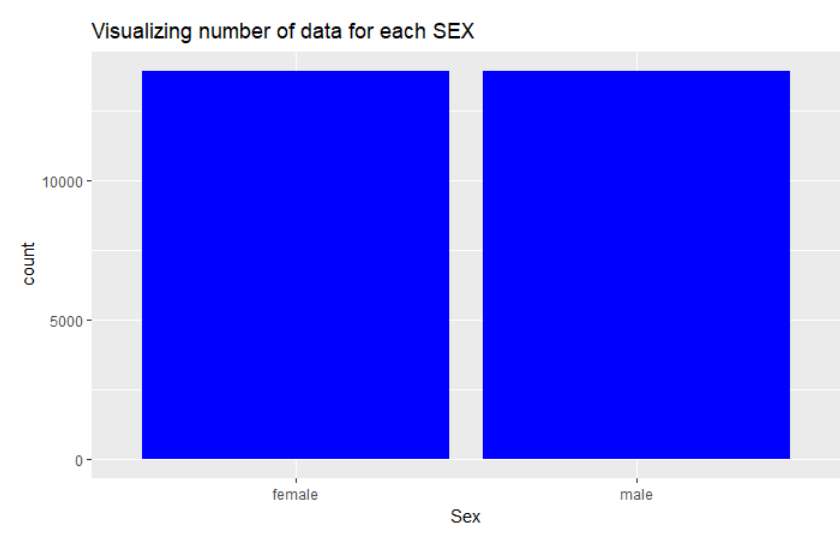 Visualizing number of data for each SEX
10000
5000
0
count
female male
Sex